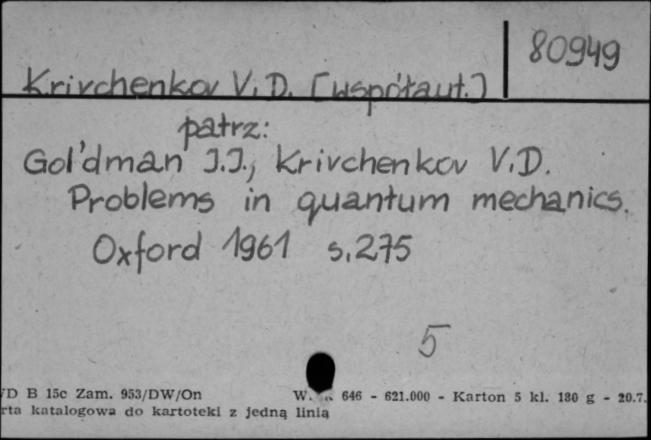 80949
Krivchenkov V.D. [współaut.]
patrz:
Gol'dman I.I., Krivchenkov V.D.
Problems in quantum mechanics.
Oxford 1961 s.275
5
D B 15c Zam. 953/DW/On 646 - 621.000 - Karton 5 kl. 180 g - 20.7.
rta katalogowa do kartoteki z jedną linią